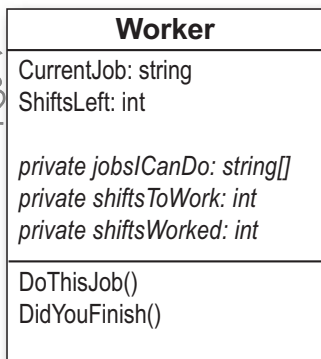 Worker
CurrentJob: string
ShiftsLeft: int
private jobsICanDo: string[]
private shiftsToWork: int
private shiftsWorked: int
DoThisJob()
DidYouFinish()